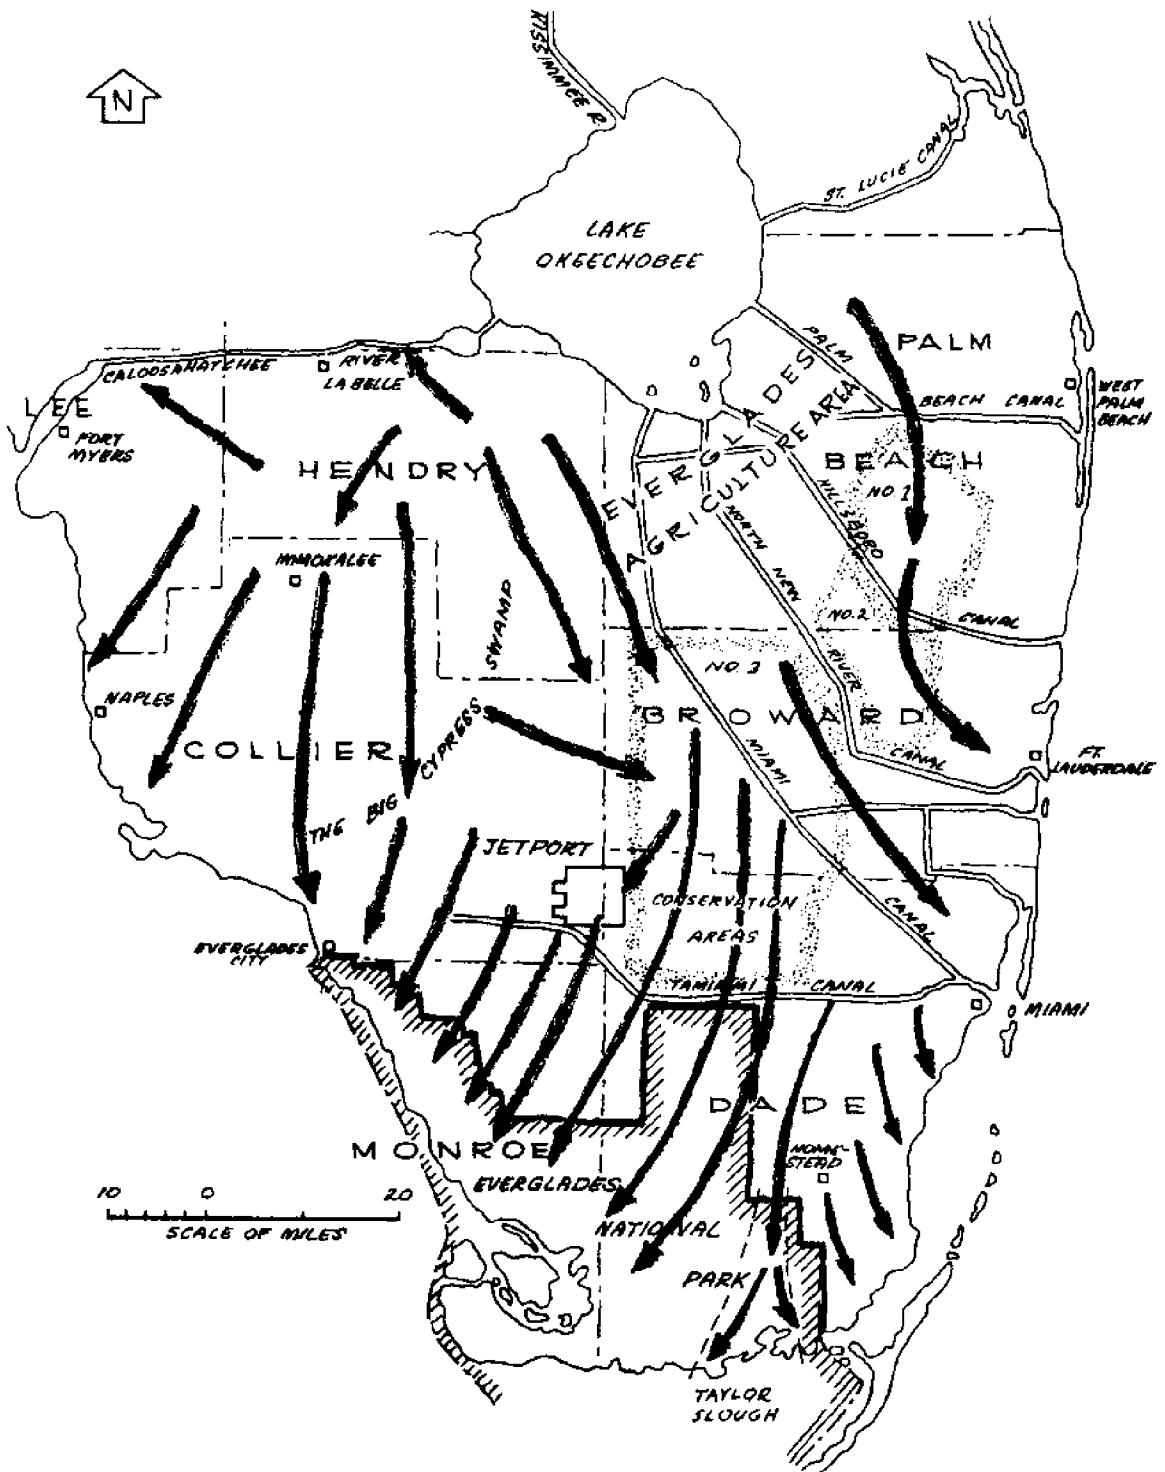 KISSIMMEE R.
N
ST. LUCIE CANAL
LAKE
OKEECHOBEE
PALM
PALM
BEACH CANAL
WEST
PALM
BEACH
CALOOSAHATCHEE
RIVER
LA BELLE
LEE
FORT
MYERS
HENDRY
EVERGLADES
AGRICULTURE AREA
BEACH
NO. 1
HILLSBORO
CANAL
NORTH NEW RIVER
CANAL
IMMOKALEE
NO. 2
NO. 3
NAPLES
COLLIER
THE BIG CYPRESS SWAMP
BROWARD
MIAMI
CANAL
FT.
LAUDERDALE
JETPORT
CONSERVATION
AREAS
EVERGLADES
CITY
TAMIAMI CANAL
MIAMI
DADE
MONROE
HOME-
STEAD
EVERGLADES
NATIONAL
PARK
10 0 20
SCALE OF MILES
TAYLOR
SLOUGH